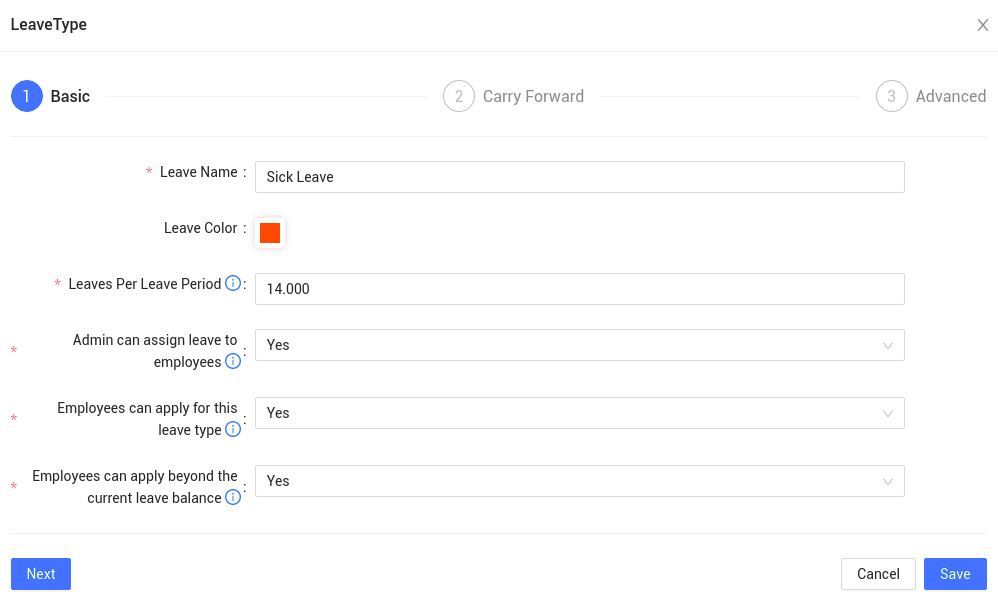 LeaveType
1 Basic
2 Carry Forward
3 Advanced
* Leave Name :
Sick Leave
Leave Color :
* Leaves Per Leave Period :
14.000
* Admin can assign leave to
employees :
Yes
* Employees can apply for this
leave type :
Yes
* Employees can apply beyond the
current leave balance :
Yes
Next
Cancel
Save